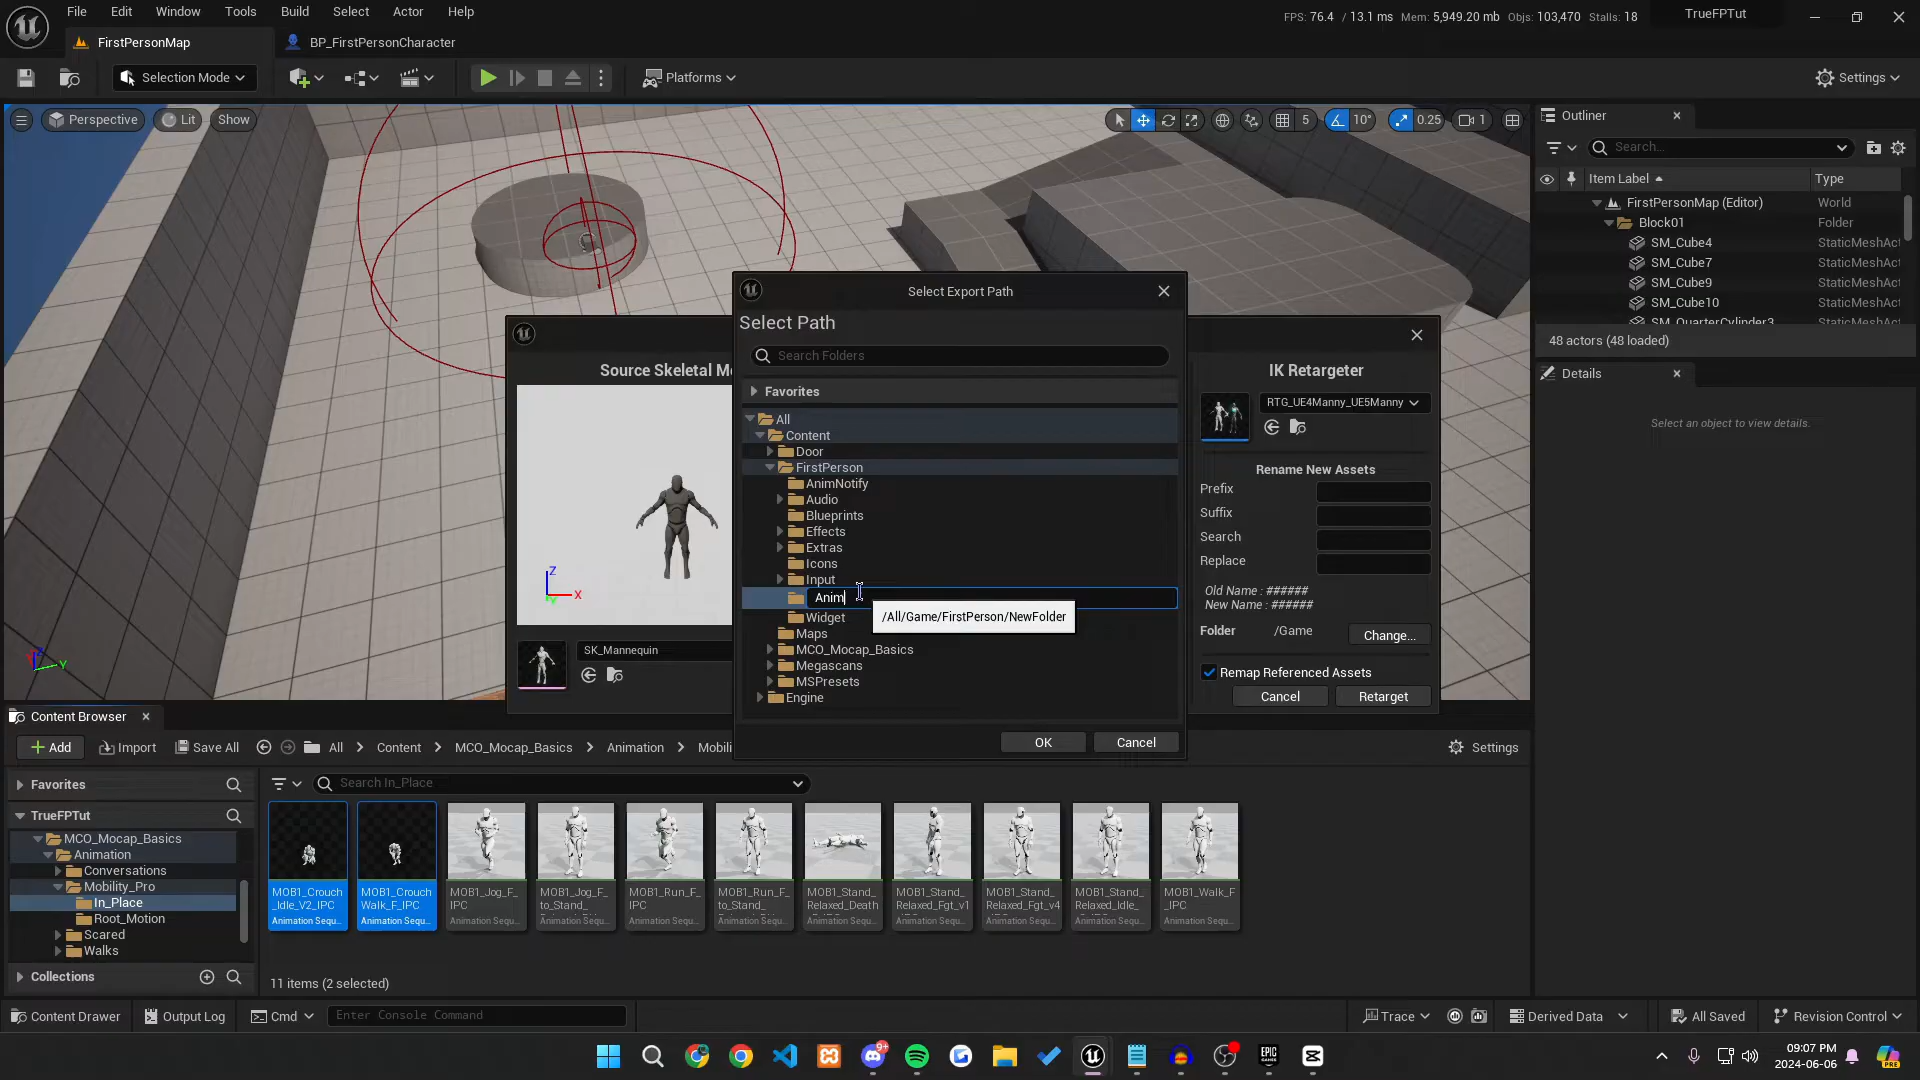 File Edit Window Tools Build Select Actor Help
FPS: 76.4 / 13.1 ms Mem: 5,949.20 mb Objs: 103,470 Stalls: 18
TrueFPTut
FirstPersonMap
BP_FirstPersonCharacter
Selection Mode
Platforms
Settings
Perspective
Lit
Show
5
10°
0.25
1
Outliner
Search...
Item Label
Type
FirstPersonMap (Editor)
World
Block01
Folder
SM_Cube4
StaticMeshAct
SM_Cube7
StaticMeshAct
SM_Cube9
StaticMeshAct
SM_Cube10
StaticMeshAct
SM_QuarterCylinder3
StaticMeshAct
48 actors (48 loaded)
Details
Select an object to view details.
Select Export Path
Select Path
Search Folders
Favorites
All
Content
Door
FirstPerson
AnimNotify
Audio
Blueprints
Effects
Extras
Icons
Input
Anim
/All/Game/FirstPerson/NewFolder
Widget
Maps
MCO_Mocap_Basics
Megascans
MSPresets
Engine
OK
Cancel
Source Skeletal M
Z
X
SK_Mannequin
IK Retargeter
RTG_UE4Manny_UE5Manny
Rename New Assets
Prefix
Suffix
Search
Replace
Old Name : ######
New Name : ######
Folder
/Game
Change...
Remap Referenced Assets
Cancel
Retarget
Z
Y
Content Browser
Add
Import
Save All
All
Content
MCO_Mocap_Basics
Animation
Mobili
Settings
Favorites
TrueFPTut
MCO_Mocap_Basics
Animation
Conversations
Mobility_Pro
In_Place
Root_Motion
Scared
Walks
Collections
Search In_Place
MOB1_Crouch
_Idle_V2_IPC
Animation Sequ...
MOB1_Crouch
Walk_F_IPC
Animation Sequ...
MOB1_Jog_F_
IPC
Animation Sequ...
MOB1_Jog_F_
to_Stand_
Animation Sequ...
MOB1_Run_F_
IPC
Animation Sequ...
MOB1_Run_F_
to_Stand_
Animation Sequ...
MOB1_Stand_
Relaxed_Death
Animation Sequ...
MOB1_Stand_
Relaxed_Fgt_v1
Animation Sequ...
MOB1_Stand_
Relaxed_Fgt_v4
Animation Sequ...
MOB1_Stand_
Relaxed_Idle_
Animation Sequ...
MOB1_Walk_F
_IPC
Animation Sequ...
11 items (2 selected)
Content Drawer
Output Log
Cmd
Enter Console Command
Trace
Derived Data
All Saved
Revision Control
9+
EPIC
09:07 PM
2024-06-06
PRE